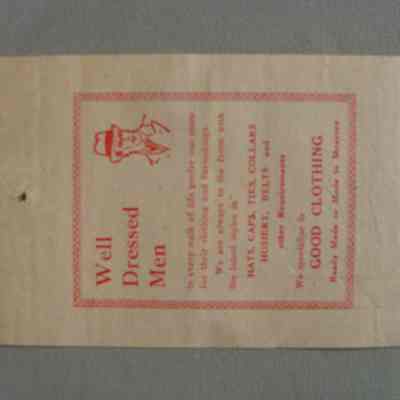 Well
Dressed
Men
in every walk of life prefer our store
for their clothing and furnishings.
We are always to the front with
the latest styles in
HATS, CAPS, TIES, COLLARS
HOSIERY, BELTS and
other Requirements
We specialize in
GOOD CLOTHING
Ready Made or Made to Measure